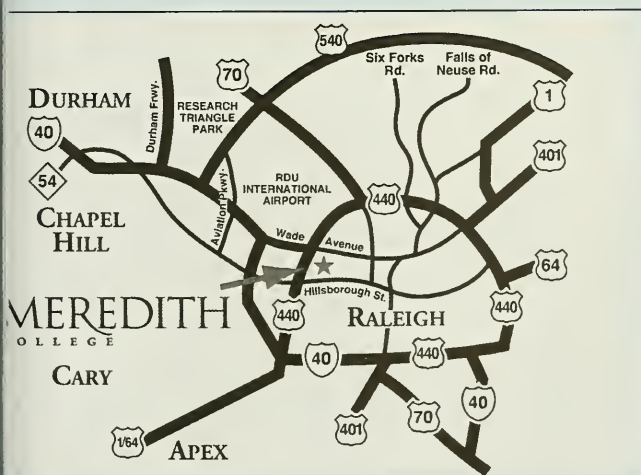 540
Six Forks
Rd.
Falls of
Neuse Rd.
70
1
DURHAM
Durham Frwy.
RESEARCH
TRIANGLE
PARK
401
40
54
RDU
INTERNATIONAL
AIRPORT
Aviation Pkwy.
440
CHAPEL
HILL
Wade Avenue
64
Hillsborough St.
MEREDITH
OLLEGE
440
RALEIGH
440
CARY
40
440
40
401
70
1/64
APEX